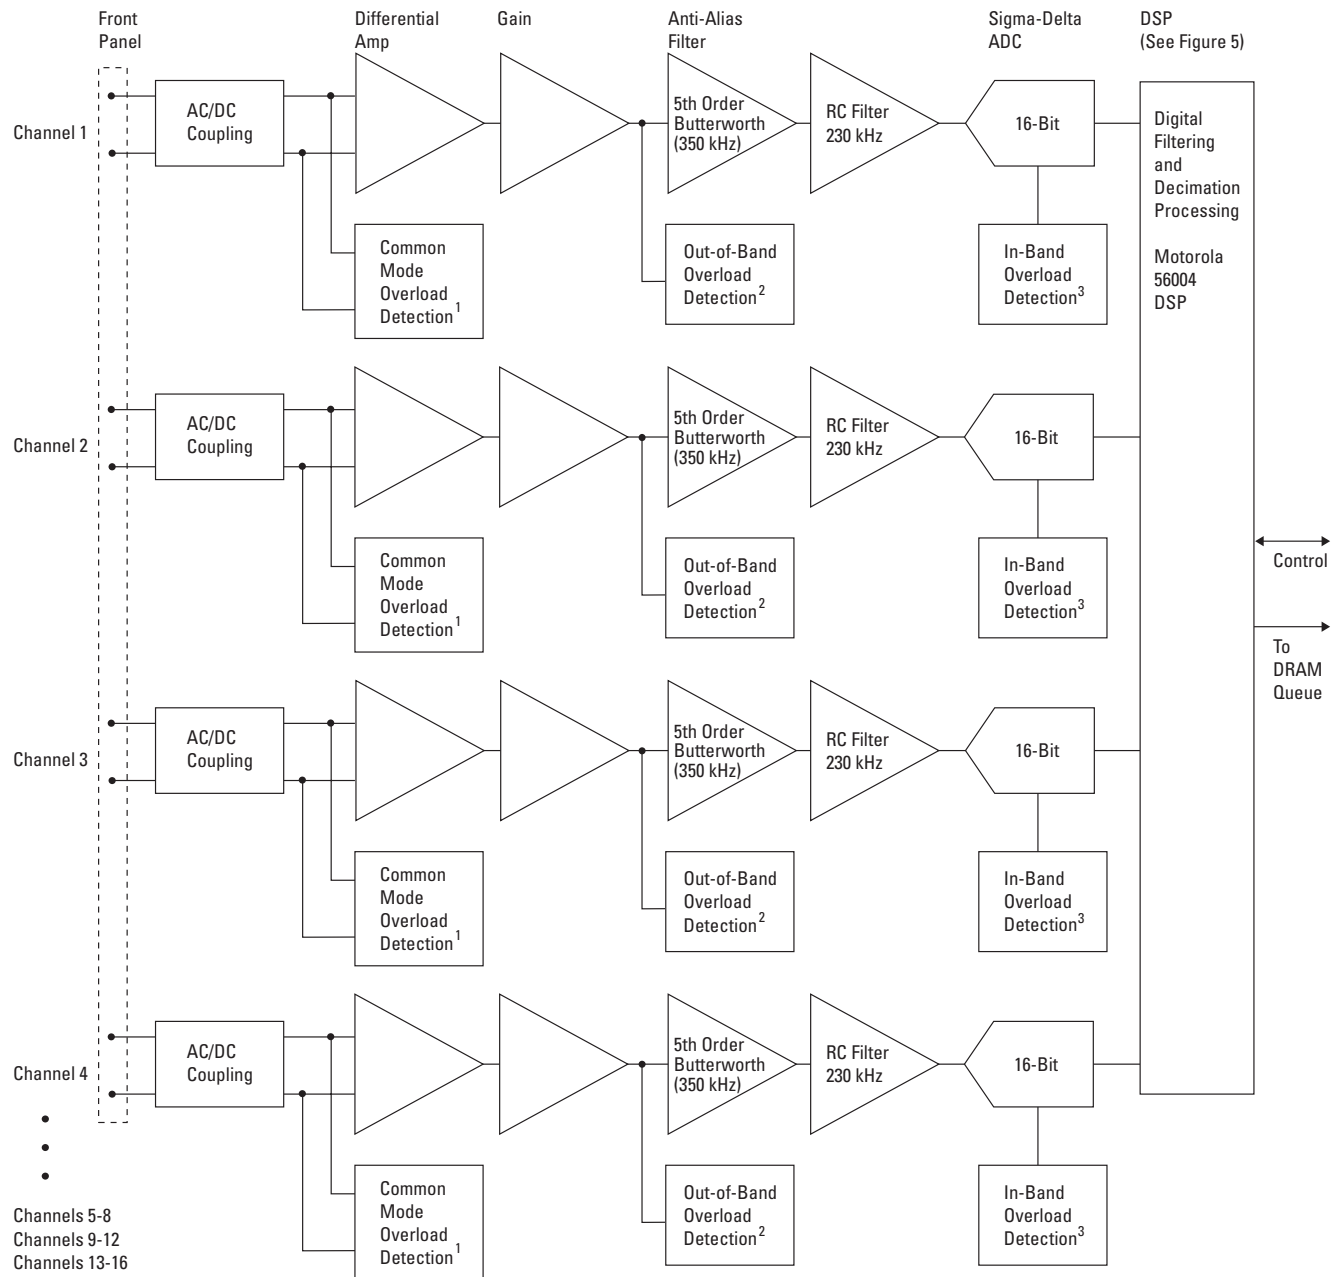 Front
Panel
Differential
Amp
Gain
Anti-Alias
Filter
Sigma-Delta
ADC
DSP
(See Figure 5)
Channel 1
AC/DC
Coupling
5th Order
Butterworth
(350 kHz)
RC Filter
230 kHz
16-Bit
Digital
Filtering
and
Decimation
Processing
Motorola
56004
DSP
Common
Mode
Overload
Detection1
Out-of-Band
Overload
Detection2
In-Band
Overload
Detection3
Channel 2
AC/DC
Coupling
5th Order
Butterworth
(350 kHz)
RC Filter
230 kHz
16-Bit
Common
Mode
Overload
Detection1
Out-of-Band
Overload
Detection2
In-Band
Overload
Detection3
Control
To
DRAM
Queue
Channel 3
AC/DC
Coupling
5th Order
Butterworth
(350 kHz)
RC Filter
230 kHz
16-Bit
Common
Mode
Overload
Detection1
Out-of-Band
Overload
Detection2
In-Band
Overload
Detection3
Channel 4
AC/DC
Coupling
5th Order
Butterworth
(350 kHz)
RC Filter
230 kHz
16-Bit
Common
Mode
Overload
Detection1
Out-of-Band
Overload
Detection2
In-Band
Overload
Detection3
Channels 5-8
Channels 9-12
Channels 13-16